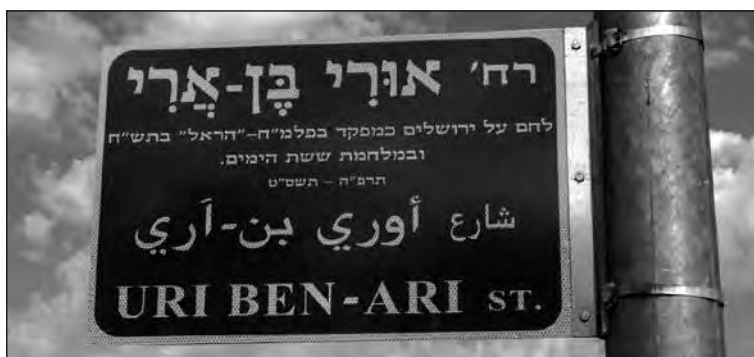 רח' אוּרִי בֶּן-אֲרִי
לחם על ירושלים כמפקד בפלמ"ח–"הראל" בתש"ח
ובמלחמת ששת הימים.
תרפ"ה – תשס"ט
شارع أوري بن-آري
URI BEN-ARI ST.